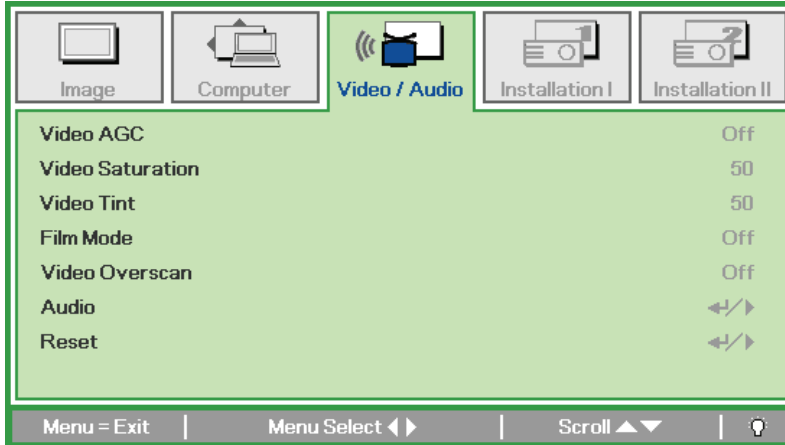 Image Computer Video / Audio Installation I Installation II
Video AGC Off
Video Saturation 50
Video Tint 50
Film Mode Off
Video Overscan Off
Audio
Reset
Menu = Exit Menu Select Scroll